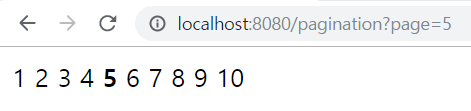 localhost:8080/pagination?page=5
1 2 3 4 5 6 7 8 9 10